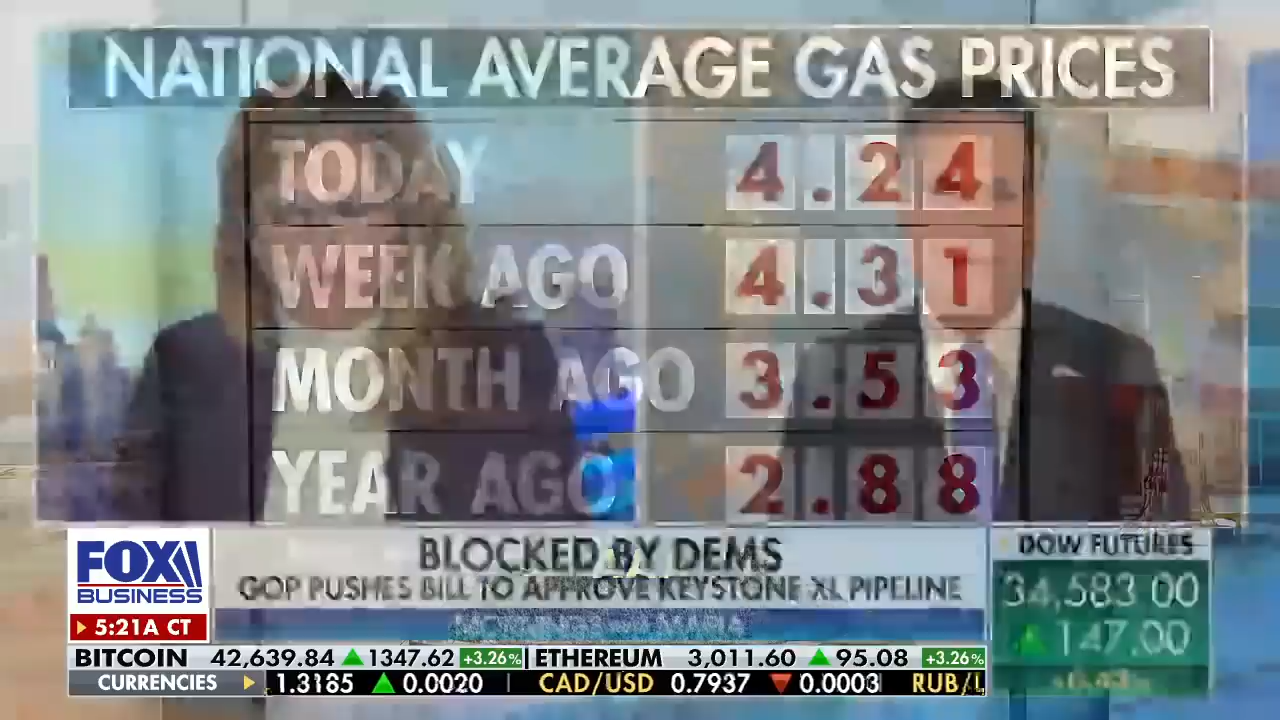 NATIONAL AVERAGE GAS PRICES
TODAY 4.24
WEEK AGO 4.31
MONTH AGO 3.53
YEAR AGO 2.88
FOX BUSINESS
5:21A CT
BLOCKED BY DEMS
GOP PUSHES BILL TO APPROVE KEYSTONE XL PIPELINE
DOW FUTURES
34,583.00
147.00
BITCOIN 42,639.84 ▲ 1347.62 +3.26% | ETHEREUM 3,011.60 ▲ 95.08 +3.26%
CURRENCIES 1.3185 ▲ 0.0020 | CAD/USD 0.7937 ▼ 0.0003 RUB/